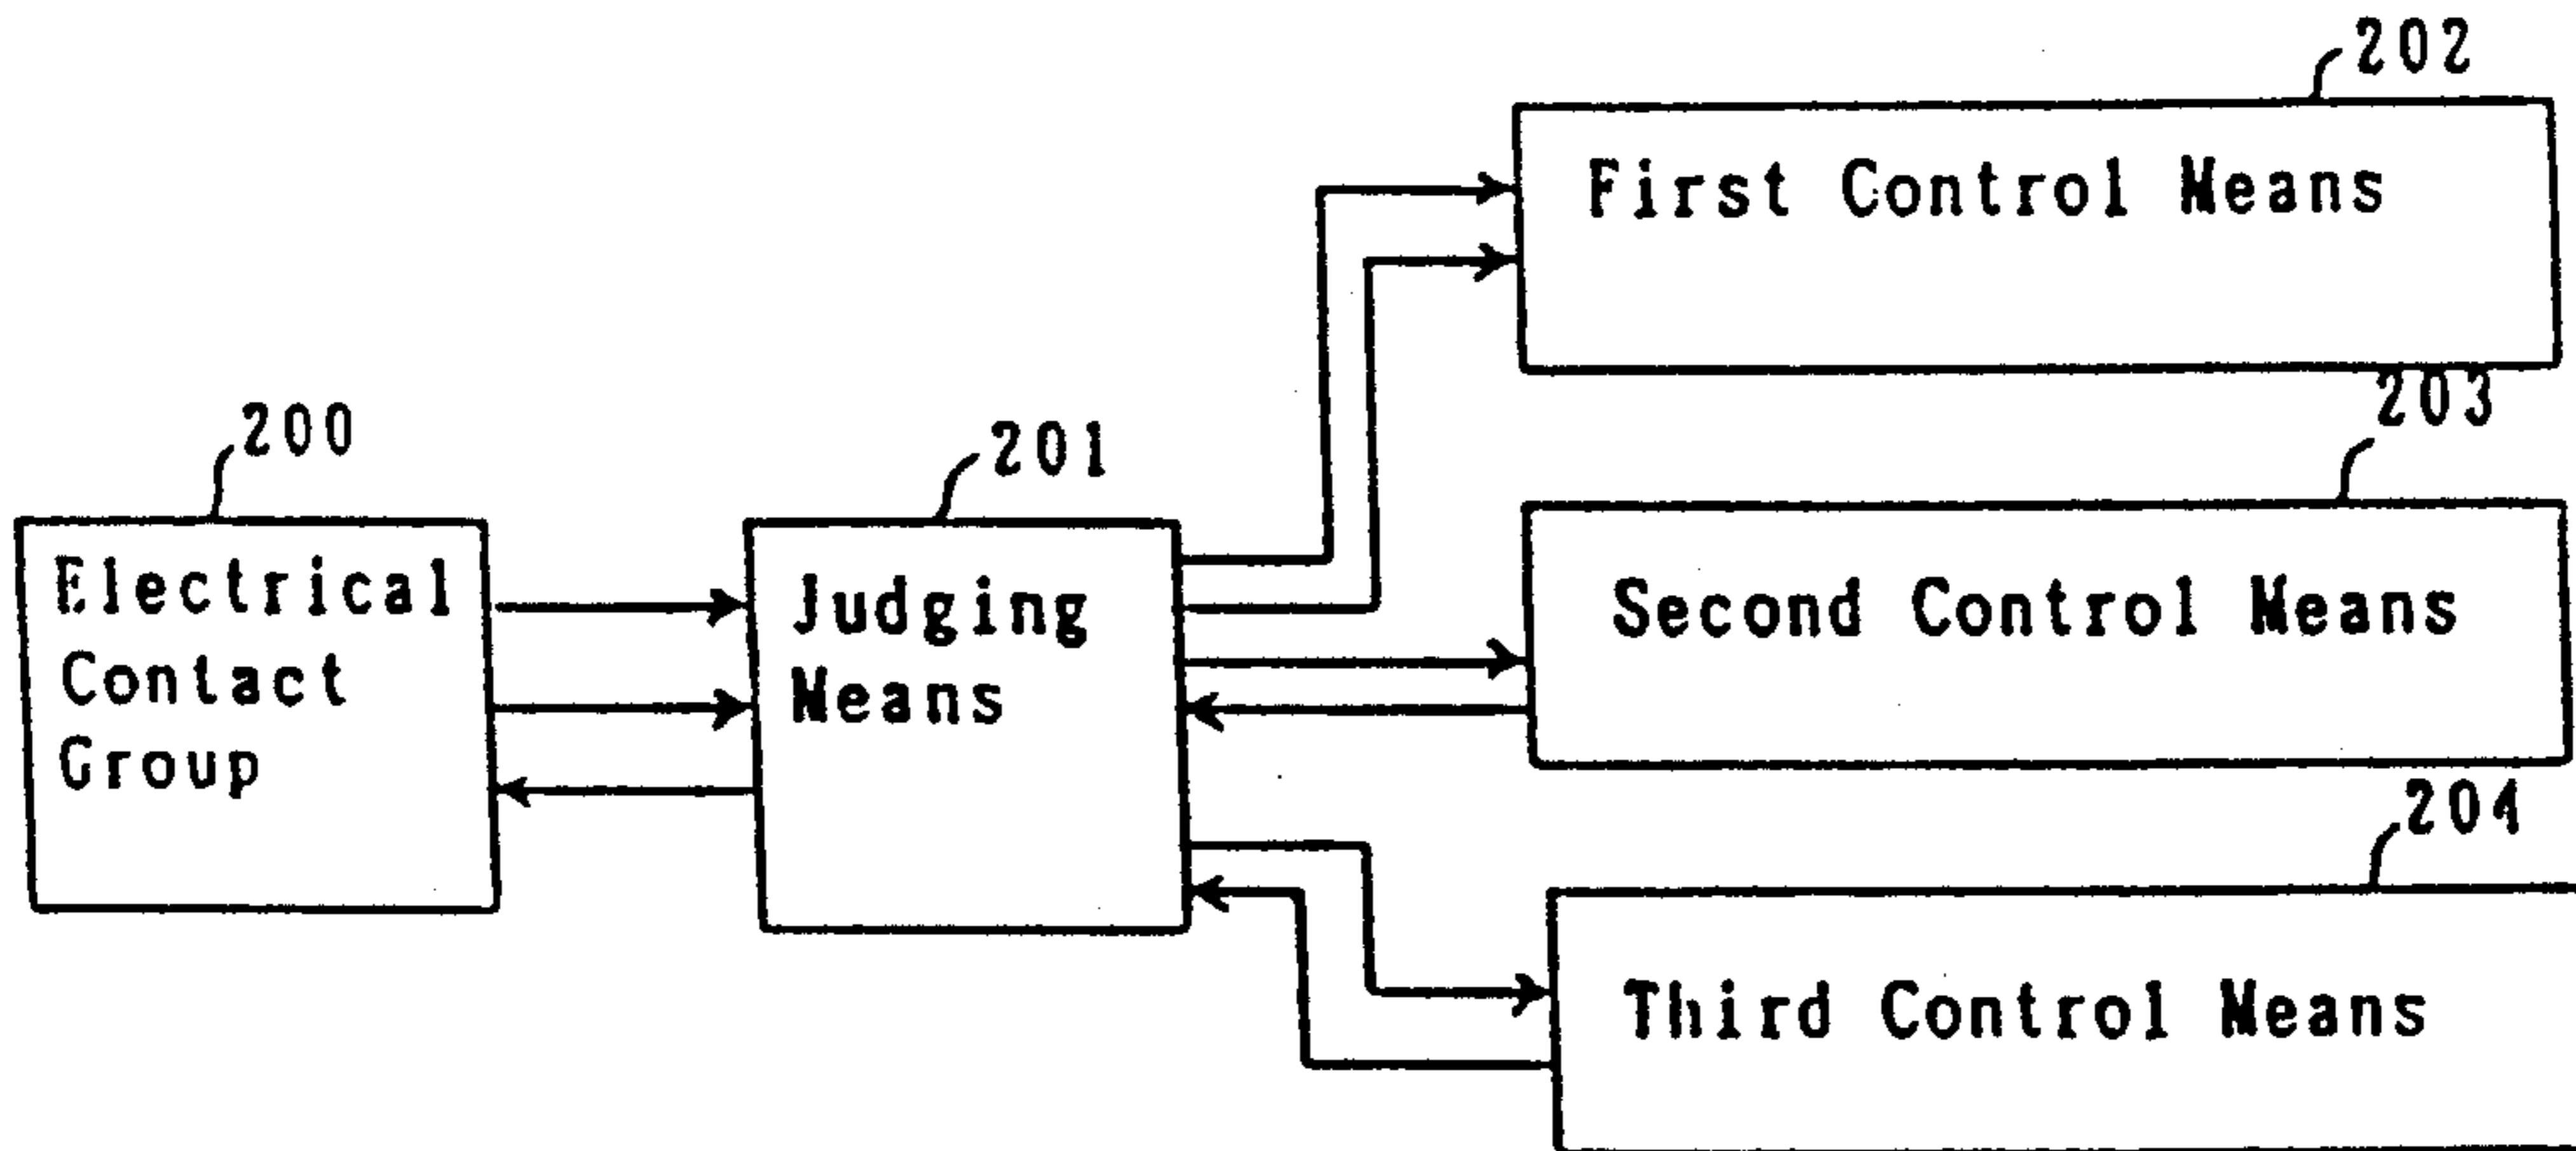 202
First Control Means
203
200
201
Electrical
Contact
Group
Judging
Means
Second Control Means
204
Third Control Means